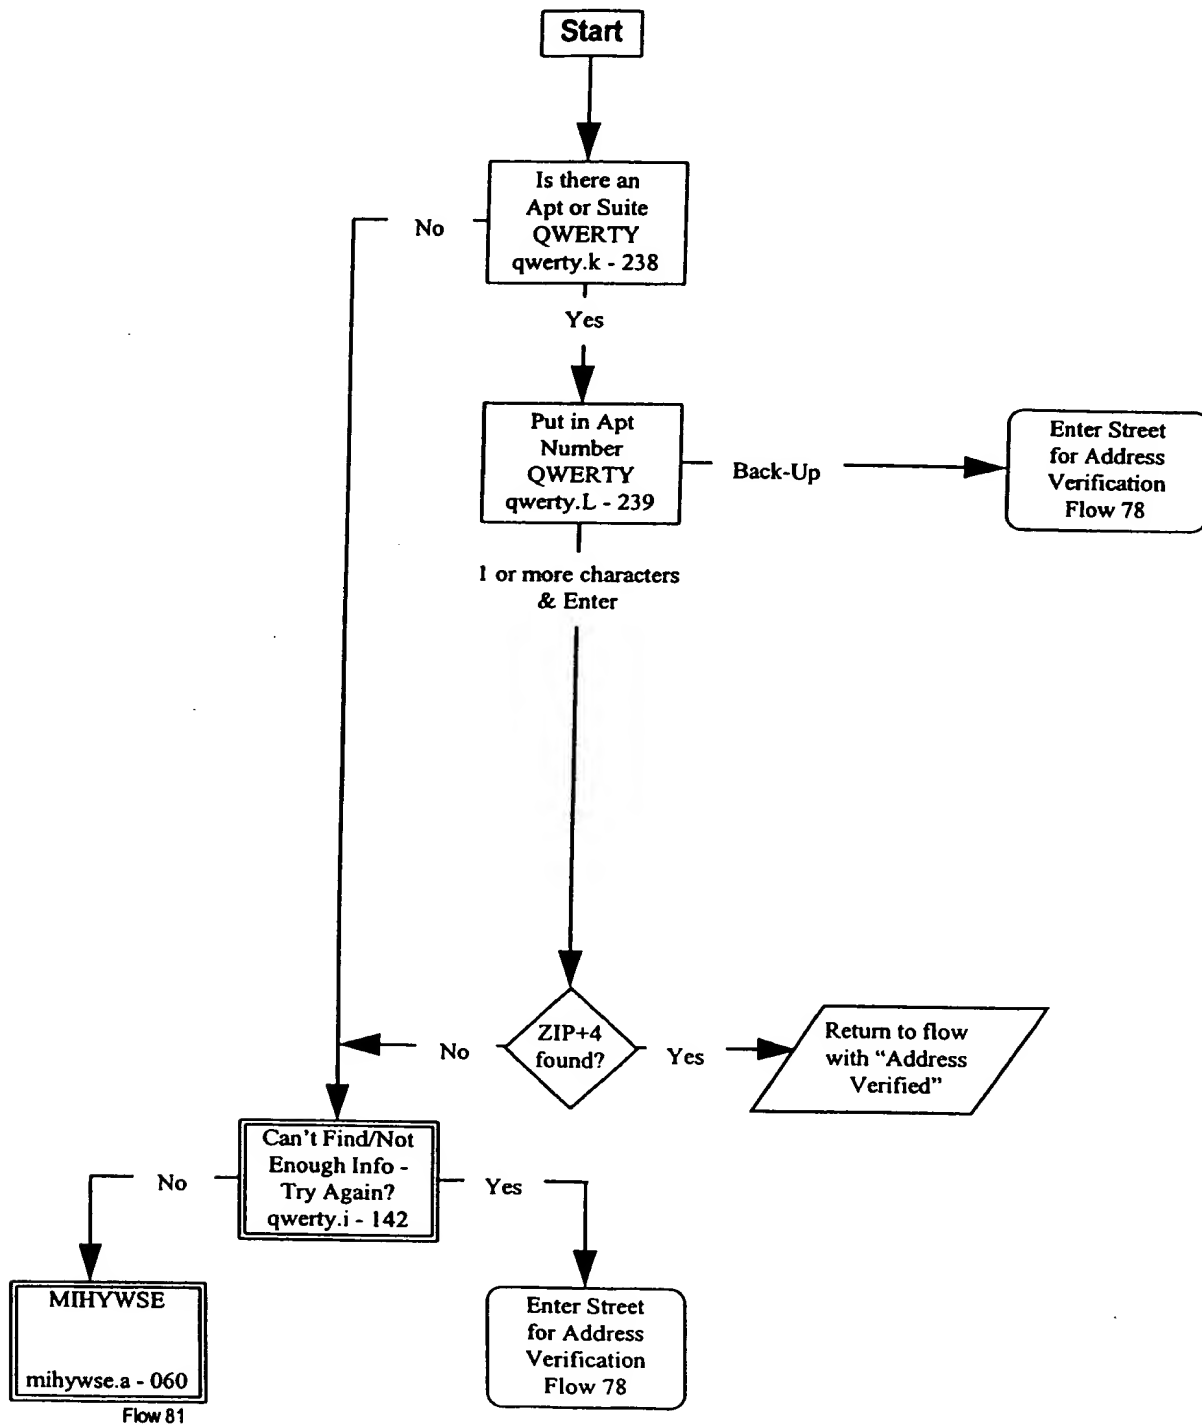 Start
Is there an
Apt or Suite
QWERTY
qwerty.k - 238
No
Yes
Put in Apt
Number
QWERTY
qwerty.L - 239
Back-Up
Enter Street
for Address
Verification
Flow 78
1 or more characters
& Enter
ZIP+4
found?
No
Yes
Return to flow
with “Address
Verified”
Can't Find/Not
Enough Info -
Try Again?
qwerty.i - 142
No
Yes
MIHYWSE
mihywse.a - 060
Enter Street
for Address
Verification
Flow 78
Flow 81